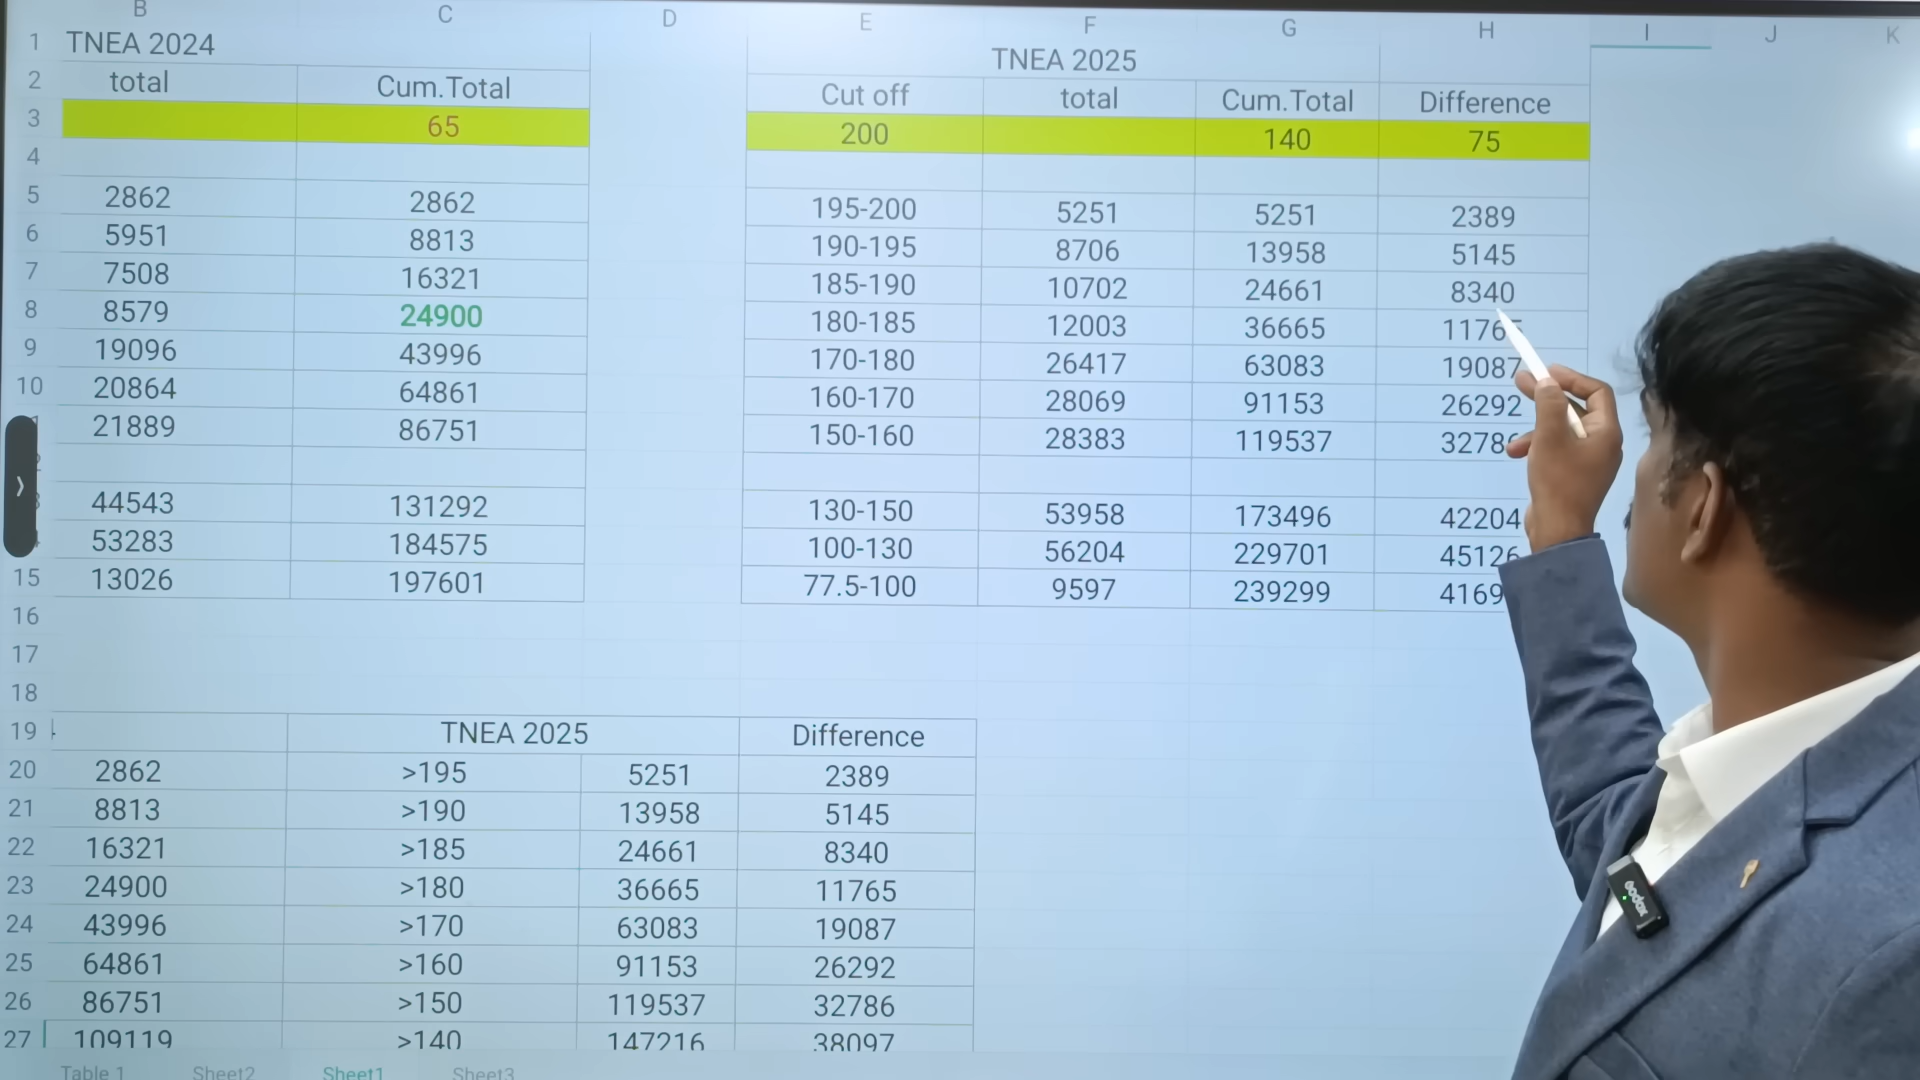 B C D E F G H I J K
1 TNEA 2024 TNEA 2025
2 total Cum.Total Cut off total Cum.Total Difference
3 65 200 140 75
4
5 2862 2862 195-200 5251 5251 2389
6 5951 8813 190-195 8706 13958 5145
7 7508 16321 185-190 10702 24661 8340
8 8579 24900 180-185 12003 36665
9 19096 43996 170-180 26417 63083 19087
10 20864 64861 160-170 28069 91153 26292
21889 86751 150-160 28383 119537
44543 131292 130-150 53958 173496 42204
53283 184575 100-130 56204 229701 45126
15 13026 197601 77.5-100 9597 239299
16
17
18
19 TNEA 2025 Difference
20 2862 >195 5251 2389
21 8813 >190 13958 5145
22 16321 >185 24661 8340
23 24900 >180 36665 11765
24 43996 >170 63083 19087
25 64861 >160 91153 26292
26 86751 >150 119537 32786
27 109119 >140 147216 38097
Table 1 Sheet2 Sheet1 Sheet3
Godox